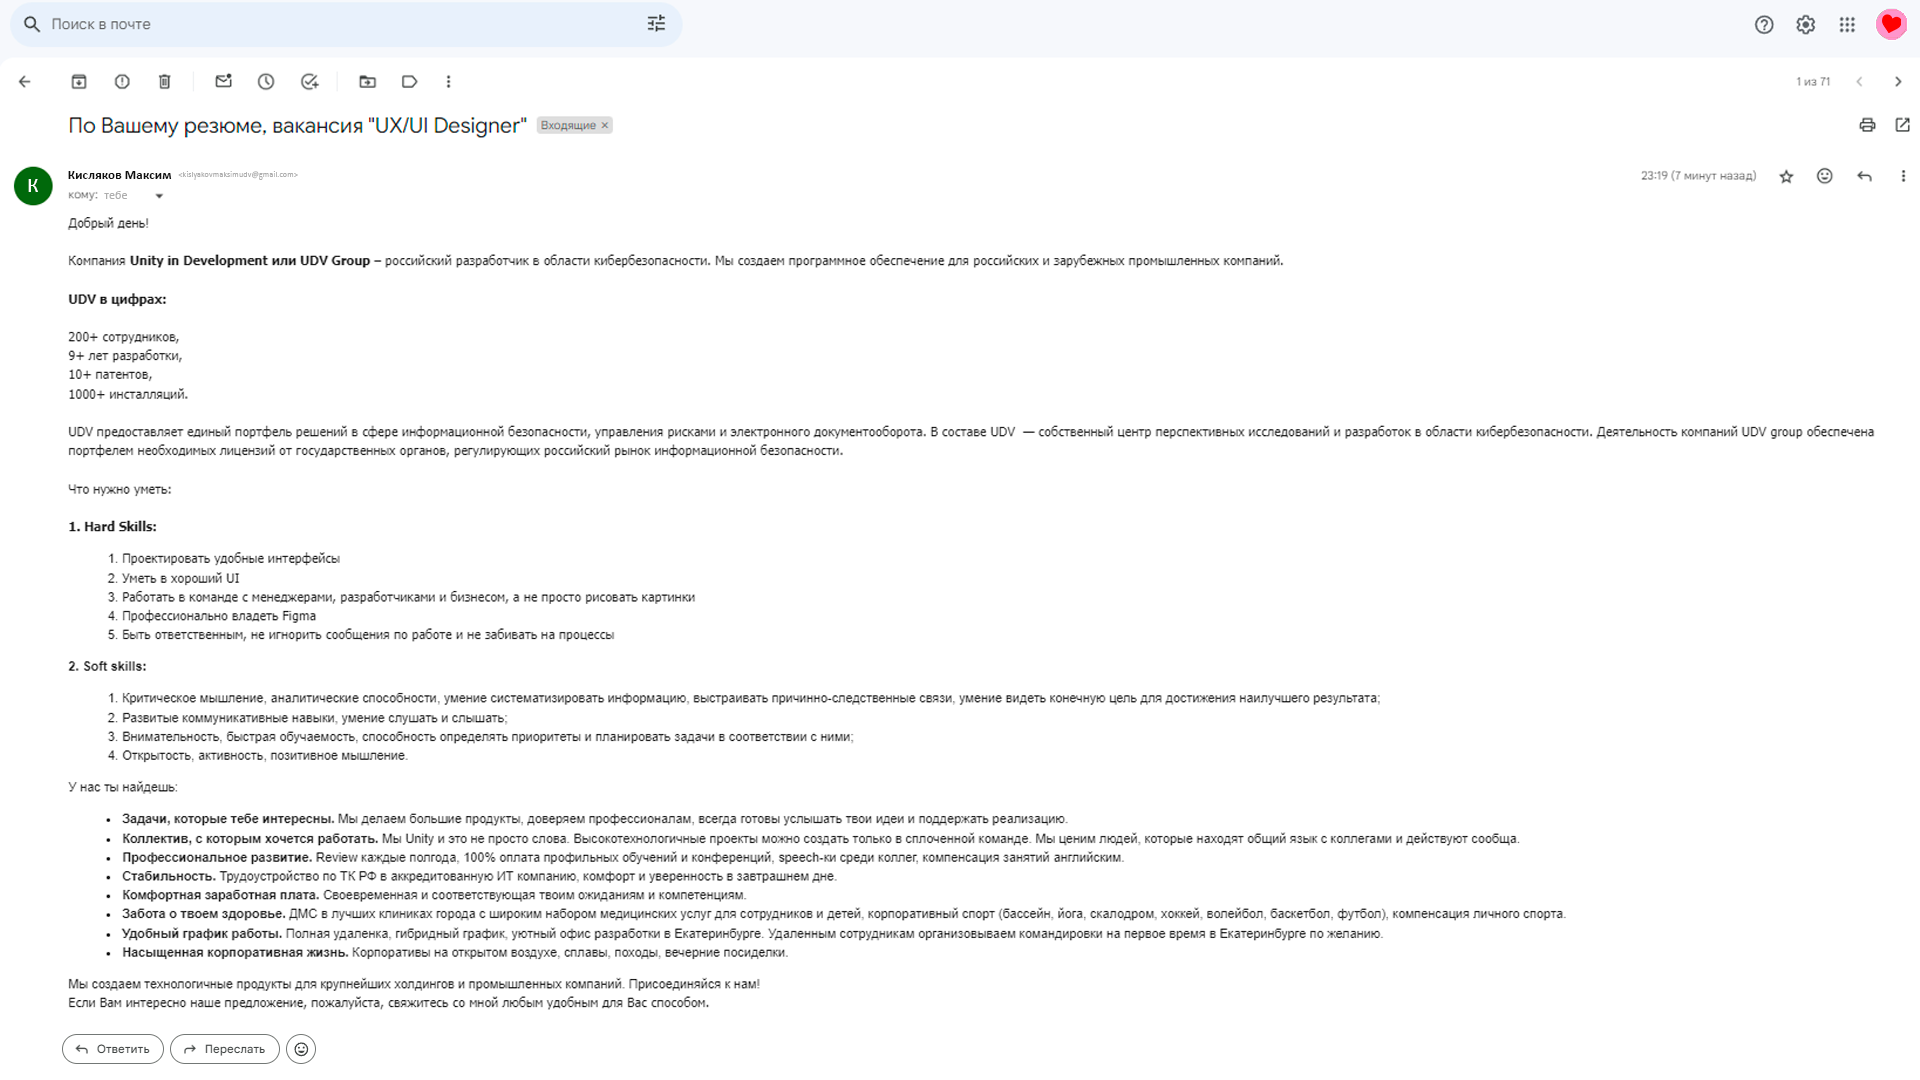 Поиск в почте
1 из 71
По Вашему резюме, вакансия "UX/UI Designer" Входящие ×
К
Кисляков Максим <kislyakovmaksimudv@gmail.com> 23:19 (7 минут назад)
кому: тебе
Добрый день!
Компания Unity in Development или UDV Group – российский разработчик в области кибербезопасности. Мы создаем программное обеспечение для российских и зарубежных промышленных компаний.
UDV в цифрах:
200+ сотрудников,
9+ лет разработки,
10+ патентов,
1000+ инсталляций.
UDV предоставляет единый портфель решений в сфере информационной безопасности, управления рисками и электронного документооборота. В составе UDV — собственный центр перспективных исследований и разработок в области кибербезопасности. Деятельность компаний UDV group обеспечена
портфелем необходимых лицензий от государственных органов, регулирующих российский рынок информационной безопасности.
Что нужно уметь:
1. Hard Skills:
1. Проектировать удобные интерфейсы
2. Уметь в хороший UI
3. Работать в команде с менеджерами, разработчиками и бизнесом, а не просто рисовать картинки
4. Профессионально владеть Figma
5. Быть ответственным, не игнорить сообщения по работе и не забивать на процессы
2. Soft skills:
1. Критическое мышление, аналитические способности, умение систематизировать информацию, выстраивать причинно-следственные связи, умение видеть конечную цель для достижения наилучшего результата;
2. Развитые коммуникативные навыки, умение слушать и слышать;
3. Внимательность, быстрая обучаемость, способность определять приоритеты и планировать задачи в соответствии с ними;
4. Открытость, активность, позитивное мышление.
У нас ты найдешь:
• Задачи, которые тебе интересны. Мы делаем большие продукты, доверяем профессионалам, всегда готовы услышать твои идеи и поддержать реализацию.
• Коллектив, с которым хочется работать. Мы Unity и это не просто слова. Высокотехнологичные проекты можно создать только в сплоченной команде. Мы ценим людей, которые находят общий язык с коллегами и действуют сообща.
• Профессиональное развитие. Review каждые полгода, 100% оплата профильных обучений и конференций, speech-ки среди коллег, компенсация занятий английским.
• Стабильность. Трудоустройство по ТК РФ в аккредитованную ИТ компанию, комфорт и уверенность в завтрашнем дне.
• Комфортная заработная плата. Своевременная и соответствующая твоим ожиданиям и компетенциям.
• Забота о твоем здоровье. ДМС в лучших клиниках города с широким набором медицинских услуг для сотрудников и детей, корпоративный спорт (бассейн, йога, скалодром, хоккей, волейбол, баскетбол, футбол), компенсация личного спорта.
• Удобный график работы. Полная удаленка, гибридный график, уютный офис разработки в Екатеринбурге. Удаленным сотрудникам организовываем командировки на первое время в Екатеринбурге по желанию.
• Насыщенная корпоративная жизнь. Корпоративы на открытом воздухе, сплавы, походы, вечерние посиделки.
Мы создаем технологичные продукты для крупнейших холдингов и промышленных компаний. Присоединяйся к нам!
Если Вам интересно наше предложение, пожалуйста, свяжитесь со мной любым удобным для Вас способом.
Ответить Переслать